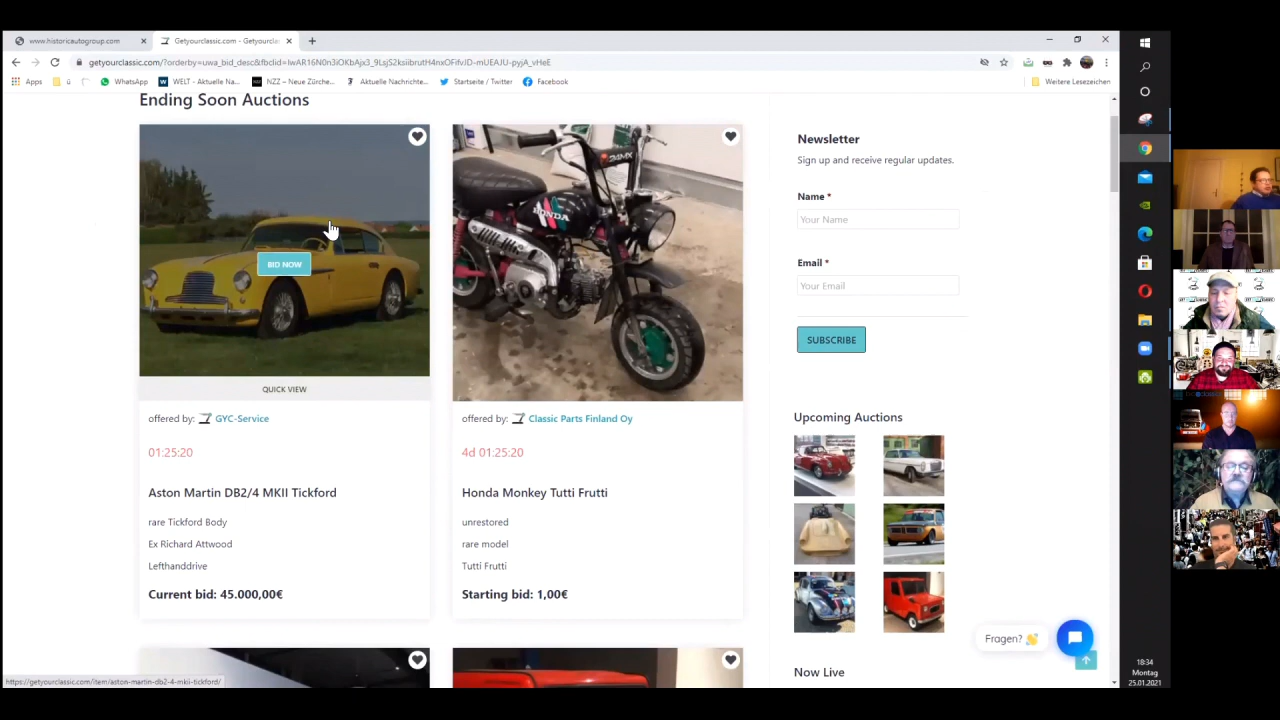 www.historicautogroup.com
Getyourclassic.com - Getyourcla
getyourclassic.com/?orderby=uwa_bid_desc&fbclid=IwAR16N0n3iOKbAjx3_9LsjS2ksiibrutH4nxOFifvJD-mUEAJU-pyjA_vHeE
Apps
ü
WhatsApp
WELT - Aktuelle Na...
NZZ – Neue Zürche...
Aktuelle Nachrichte...
Startseite / Twitter
Facebook
Weitere Lesezeichen
Ending Soon Auctions
BID NOW
QUICK VIEW
offered by: GYC-Service
01:25:20
Aston Martin DB2/4 MKII Tickford
rare Tickford Body
Ex Richard Attwood
Lefthanddrive
Current bid: 45.000,00€
24MX
HONDA
offered by: Classic Parts Finland Oy
4d 01:25:20
Honda Monkey Tutti Frutti
unrestored
rare model
Tutti Frutti
Starting bid: 1,00€
Newsletter
Sign up and receive regular updates.
Name *
Your Name
Email *
Your Email
SUBSCRIBE
Upcoming Auctions
Fragen? 👋
Now Live
https://getyourclassic.com/item/aston-martin-db2-4-mkii-tickford/
18:34
Montag
25.01.2021